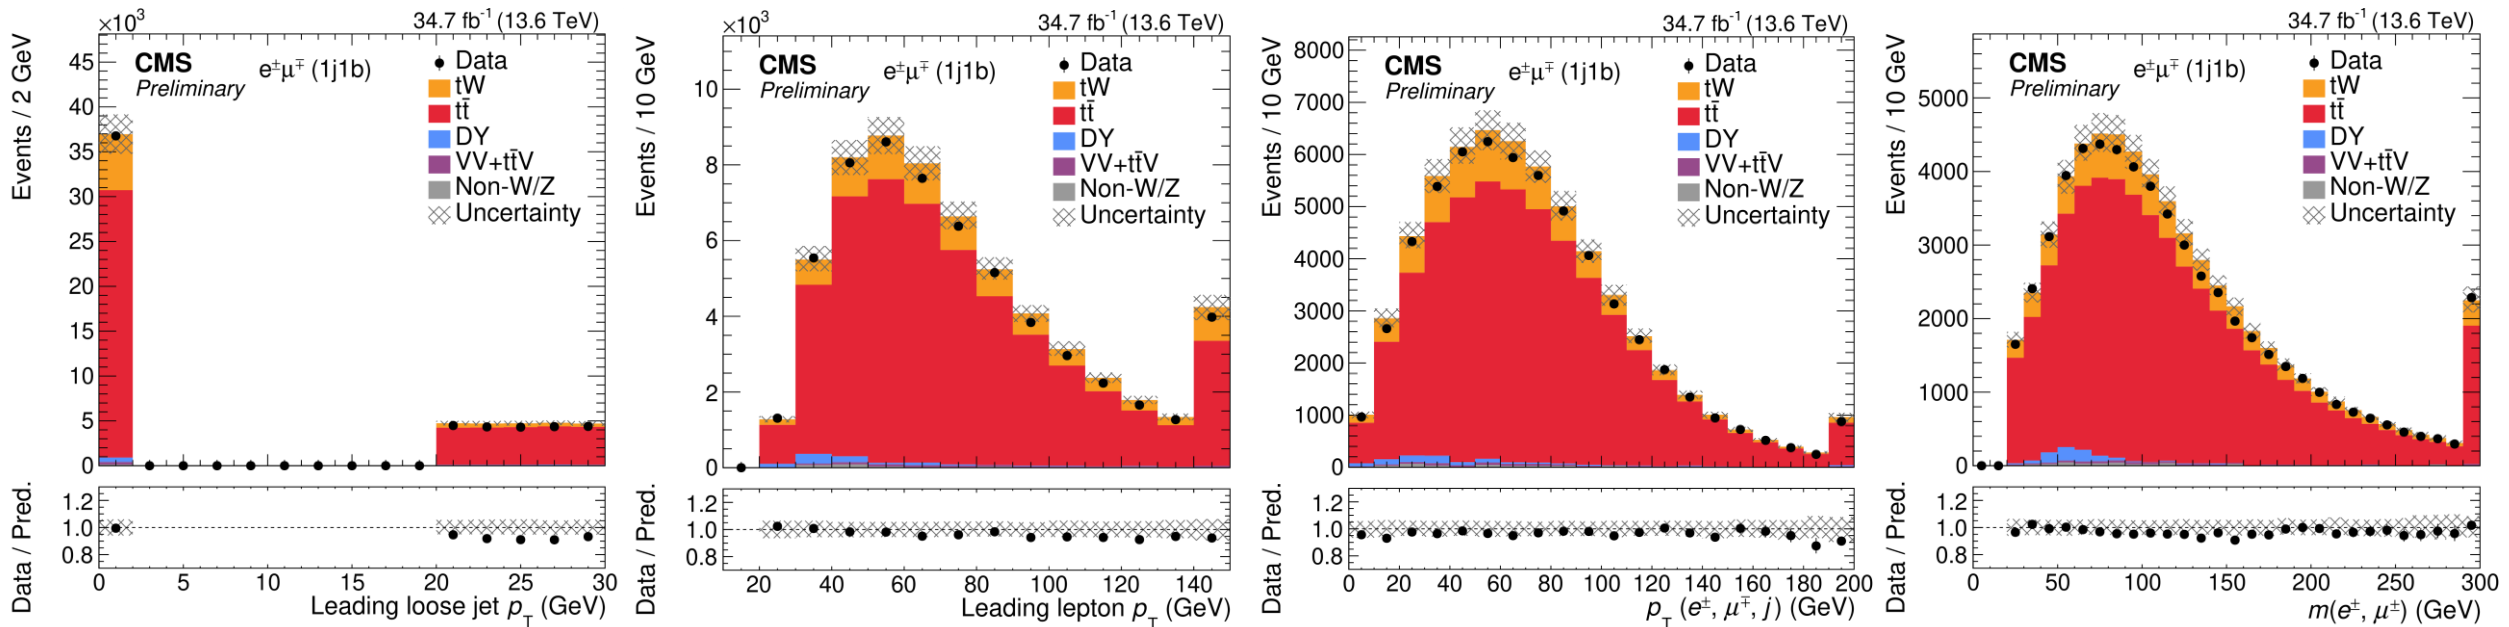 ×10³
34.7 fb⁻¹ (13.6 TeV)
Events / 2 GeV
CMS
Preliminary
e±μ∓ (1j1b)
Data
tW
tt̄
DY
VV+tt̄V
Non-W/Z
Uncertainty
45
40
35
30
25
20
15
10
5
0
Data / Pred.
1.2
1.0
0.8
0 5 10 15 20 25 30
Leading loose jet pT (GeV)
×10³
34.7 fb⁻¹ (13.6 TeV)
Events / 10 GeV
CMS
Preliminary
e±μ∓ (1j1b)
Data
tW
tt̄
DY
VV+tt̄V
Non-W/Z
Uncertainty
10
8
6
4
2
0
Data / Pred.
1.2
1.0
0.8
20 40 60 80 100 120 140
Leading lepton pT (GeV)
34.7 fb⁻¹ (13.6 TeV)
Events / 10 GeV
CMS
Preliminary
e±μ∓ (1j1b)
Data
tW
tt̄
DY
VV+tt̄V
Non-W/Z
Uncertainty
8000
7000
6000
5000
4000
3000
2000
1000
0
Data / Pred.
1.2
1.0
0.8
0 20 40 60 80 100 120 140 160 180 200
pT (e±, μ∓, j) (GeV)
34.7 fb⁻¹ (13.6 TeV)
Events / 10 GeV
CMS
Preliminary
e±μ∓ (1j1b)
Data
tW
tt̄
DY
VV+tt̄V
Non-W/Z
Uncertainty
5000
4000
3000
2000
1000
0
Data / Pred.
1.2
1.0
0.8
0 50 100 150 200 250 300
m(e±, μ±) (GeV)